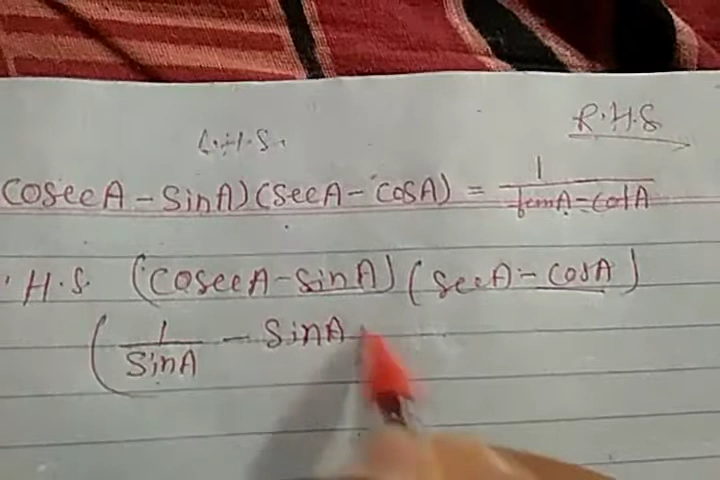 L.H.S. R.H.S
CosecA - SinA) (SecA - CosA) = 1 / tanA - CotA
.H.S. (CosecA - SinA) (SecA - CosA)
(1 / SinA - SinA